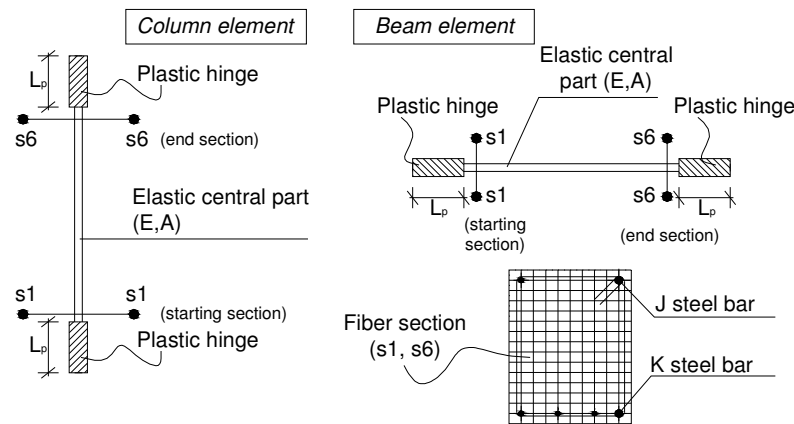 Column element
Plastic hinge
Lp
s6
s6
(end section)
Elastic central part
(E,A)
s1
s1
(starting section)
Lp
Plastic hinge
Beam element
Elastic central
part (E,A)
Plastic hinge
Plastic hinge
s1
s6
s1
s6
Lp
Lp
(starting
section)
(end section)
Fiber section
(s1, s6)
J steel bar
K steel bar